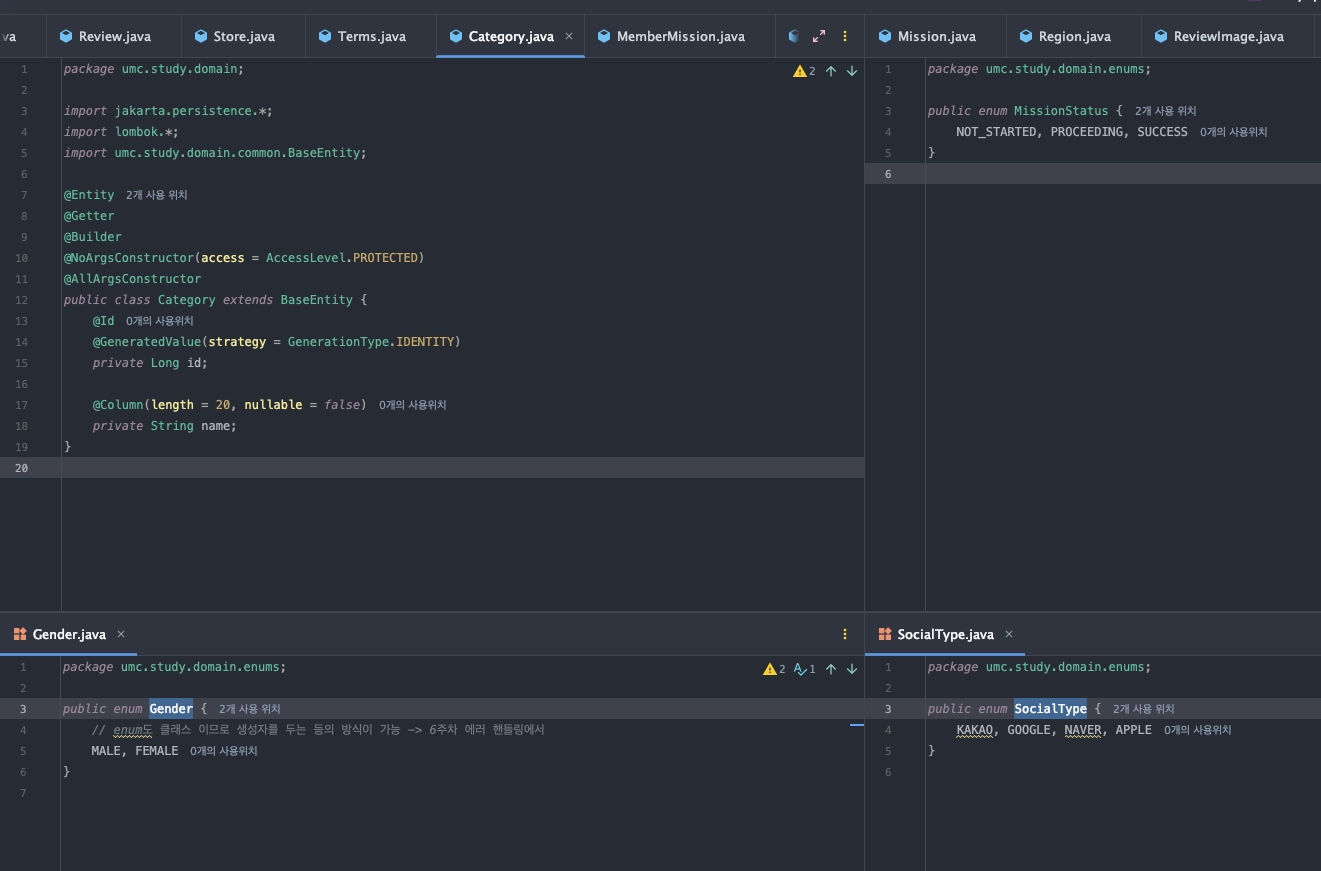 va Review.java Store.java Terms.java Category.java × MemberMission.java
1 package umc.study.domain; 2
2
3 import jakarta.persistence.*;
4 import lombok.*;
5 import umc.study.domain.common.BaseEntity;
6
7 @Entity 2개 사용 위치
8 @Getter
9 @Builder
10 @NoArgsConstructor(access = AccessLevel.PROTECTED)
11 @AllArgsConstructor
12 public class Category extends BaseEntity {
13 @Id 0개의 사용위치
14 @GeneratedValue(strategy = GenerationType.IDENTITY)
15 private Long id;
16
17 @Column(length = 20, nullable = false) 0개의 사용위치
18 private String name;
19 }
20
Mission.java Region.java ReviewImage.java
1 package umc.study.domain.enums;
2
3 public enum MissionStatus { 2개 사용 위치
4 NOT_STARTED, PROCEEDING, SUCCESS 0개의 사용위치
5 }
6
Gender.java ×
1 package umc.study.domain.enums; 2 1
2
3 public enum Gender { 2개 사용 위치
4 // enum도 클래스 이므로 생성자를 두는 등의 방식이 가능 -> 6주차 에러 핸들링에서
5 MALE, FEMALE 0개의 사용위치
6 }
7
SocialType.java ×
1 package umc.study.domain.enums;
2
3 public enum SocialType { 2개 사용 위치
4 KAKAO, GOOGLE, NAVER, APPLE 0개의 사용위치
5 }
6